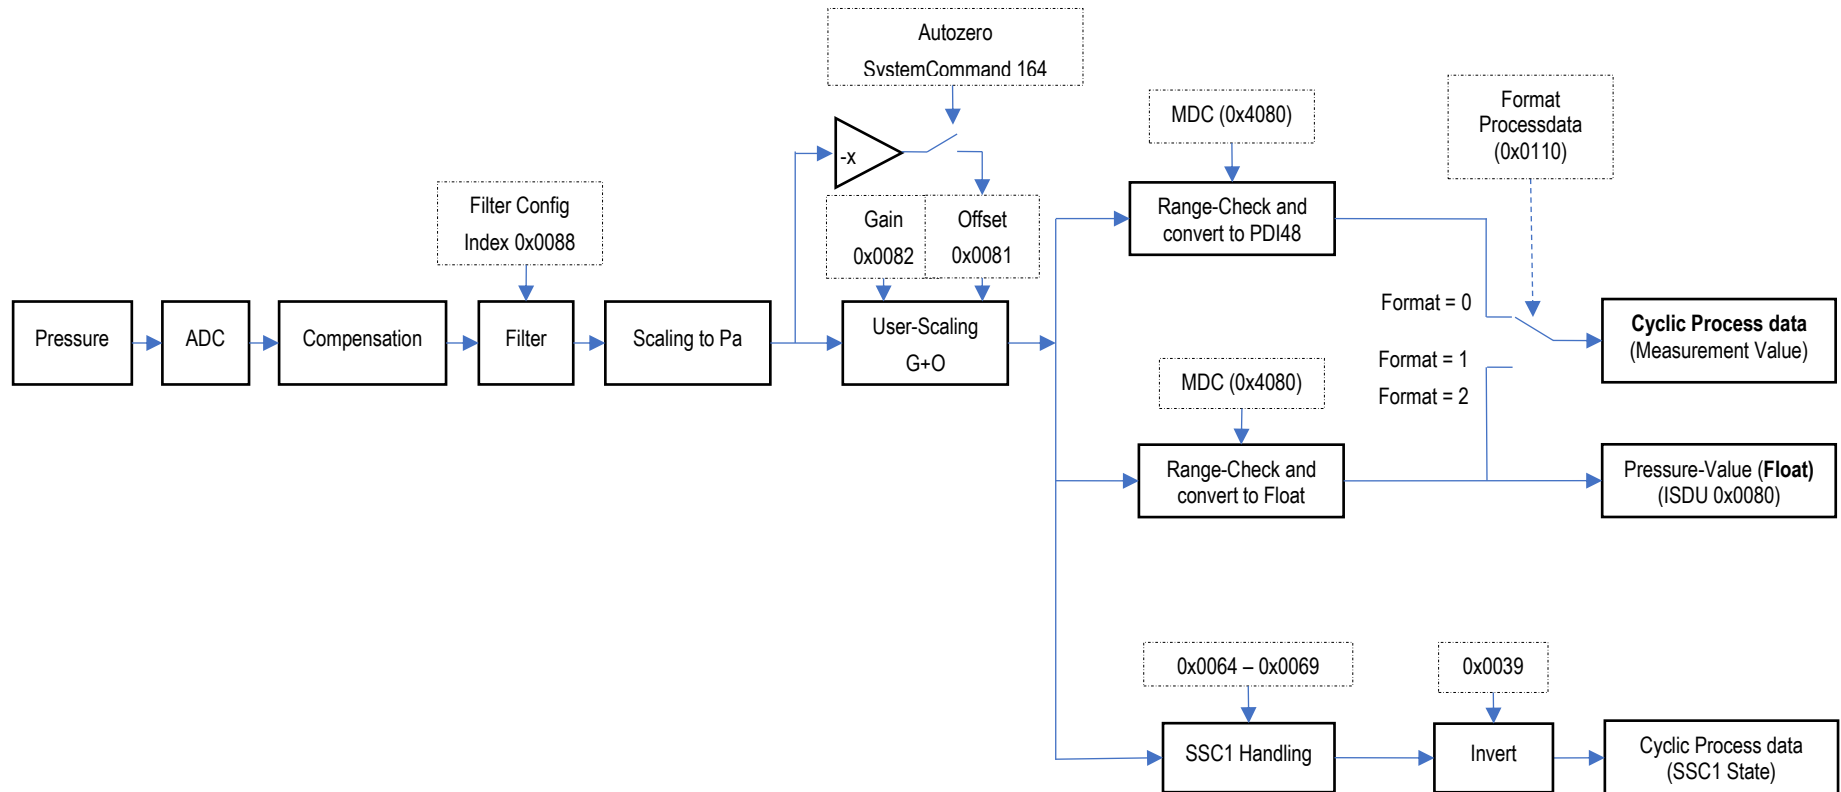 Autozero
SystemCommand 164
MDC (0x4080)
Format
Processdata
(0x0110)
-x
Filter Config
Index 0x0088
Gain
0x0082
Offset
0x0081
Range-Check and
convert to PDI48
Pressure
ADC
Compensation
Filter
Scaling to Pa
User-Scaling
G+O
Format = 0
Format = 1
Format = 2
Cyclic Process data
(Measurement Value)
MDC (0x4080)
Range-Check and
convert to Float
Pressure-Value (Float)
(ISDU 0x0080)
0x0064 – 0x0069
0x0039
SSC1 Handling
Invert
Cyclic Process data
(SSC1 State)